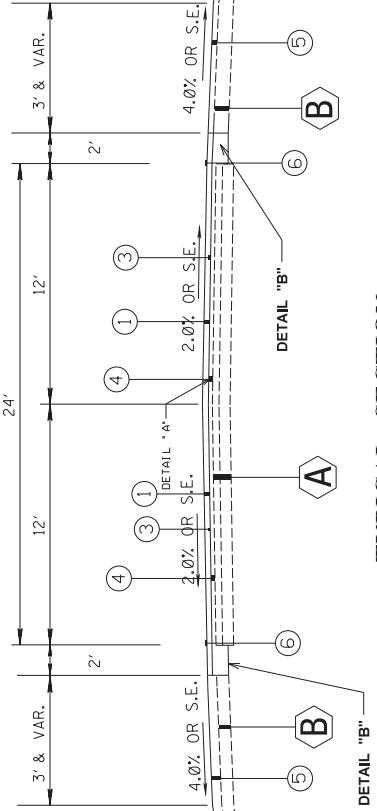 24'
3' & VAR.
2'
12'
12'
2'
3' & VAR.
4.0% OR S.E.
2.0% OR S.E.
DETAIL "A"
2.0% OR S.E.
4.0% OR S.E.
4
3
1
4
1
3
5
B
6
A
6
B
5
DETAIL "B"
DETAIL "B"